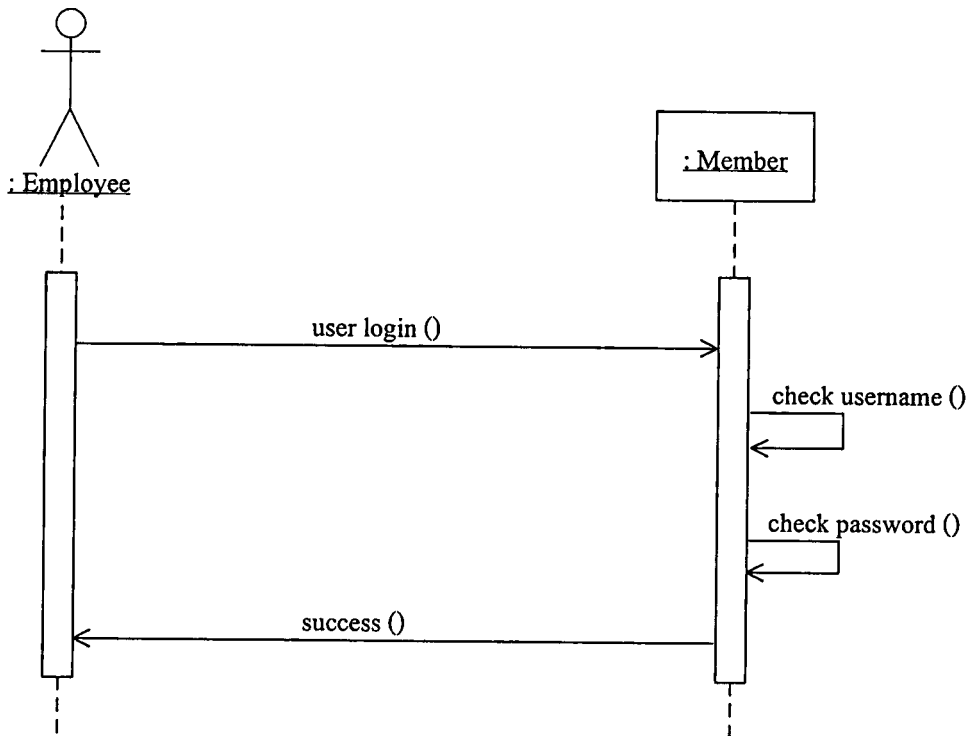 : Employee
: Member
user login ()
check username ()
check password ()
success ()